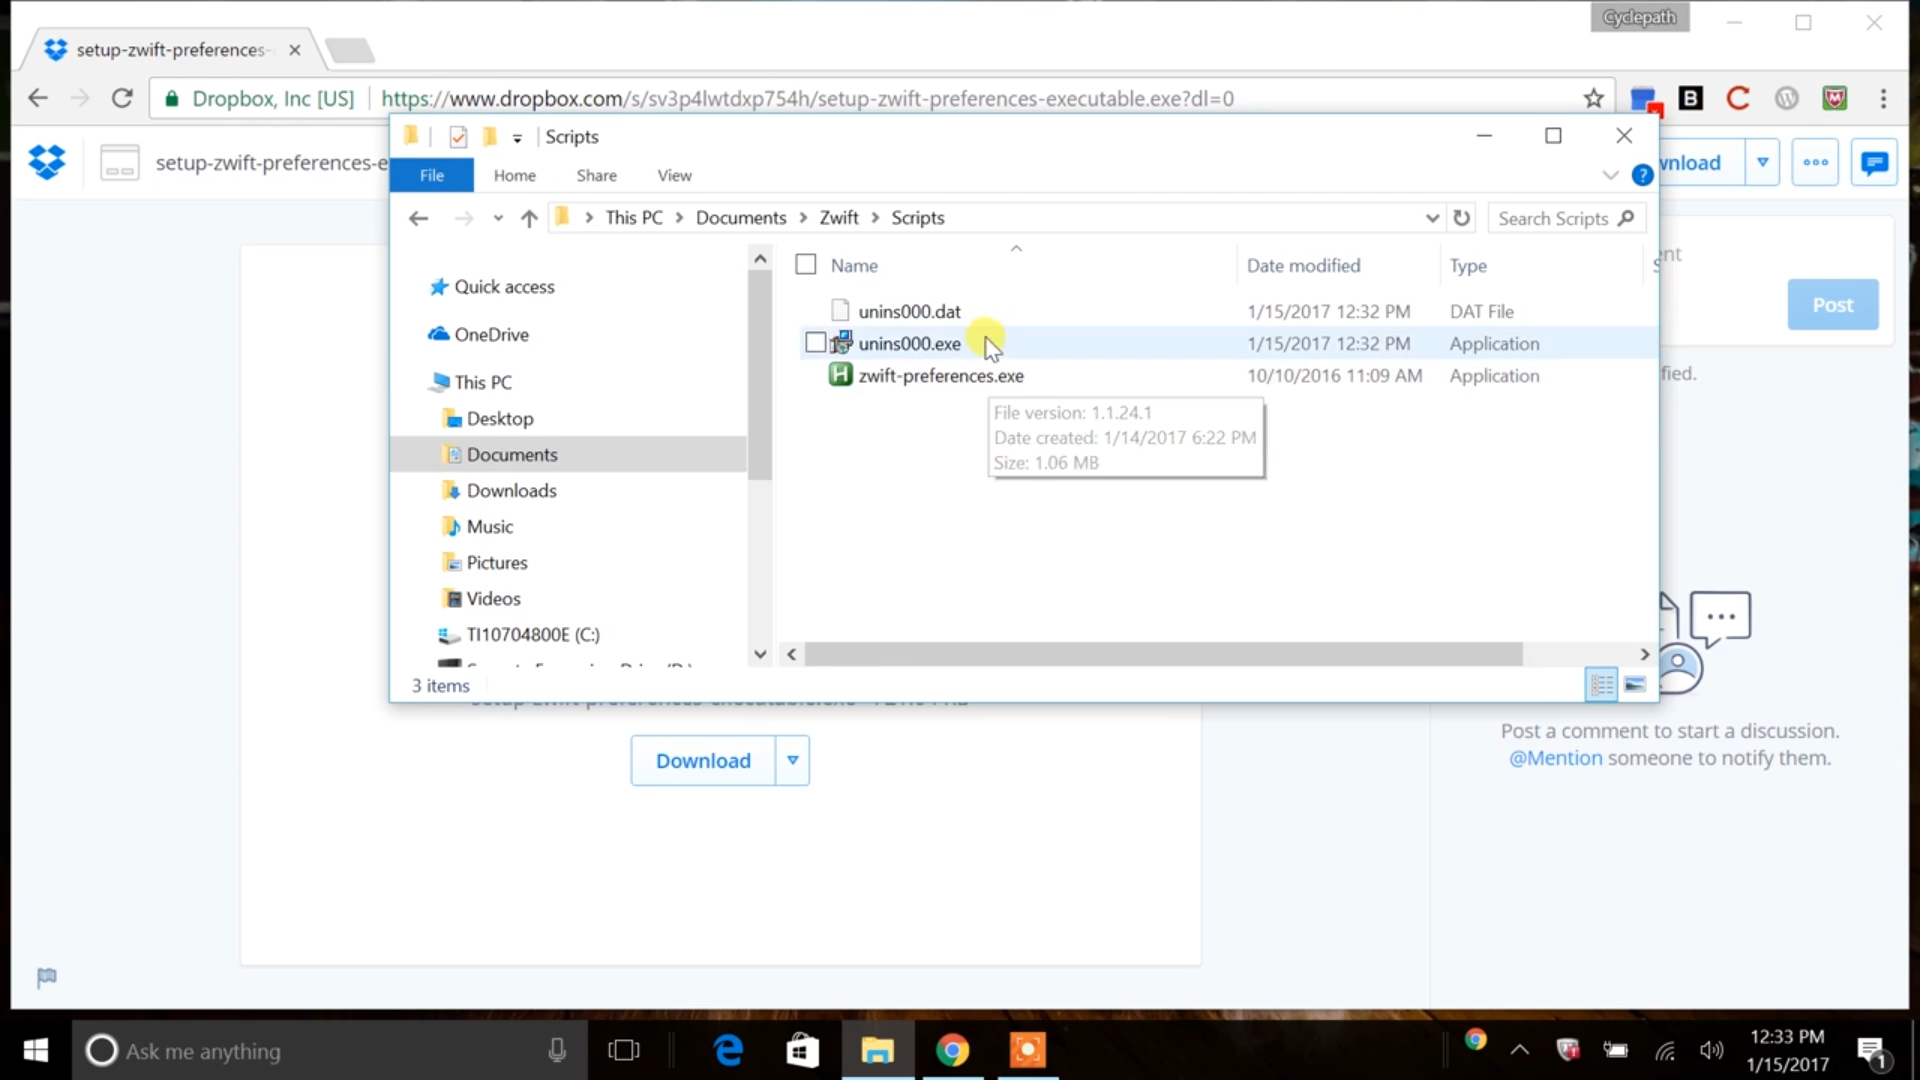 Cyclepath
setup-zwift-preferences-
Dropbox, Inc [US]
https://www.dropbox.com/s/sv3p4lwtdxp754h/setup-zwift-preferences-executable.exe?dl=0
B
C
setup-zwift-preferences-e
wnload
Scripts
File
Home
Share
View
?
This PC > Documents > Zwift > Scripts
Search Scripts
Name
Date modified
Type
Quick access
OneDrive
This PC
Desktop
Documents
Downloads
Music
Pictures
Videos
TI10704800E (C:)
unins000.dat
1/15/2017 12:32 PM
DAT File
unins000.exe
1/15/2017 12:32 PM
Application
H
zwift-preferences.exe
10/10/2016 11:09 AM
Application
File version: 1.1.24.1
Date created: 1/14/2017 6:22 PM
Size: 1.06 MB
3 items
nt
Post
fied.
Download
Post a comment to start a discussion.
@Mention someone to notify them.
Ask me anything
12:33 PM
1/15/2017
1